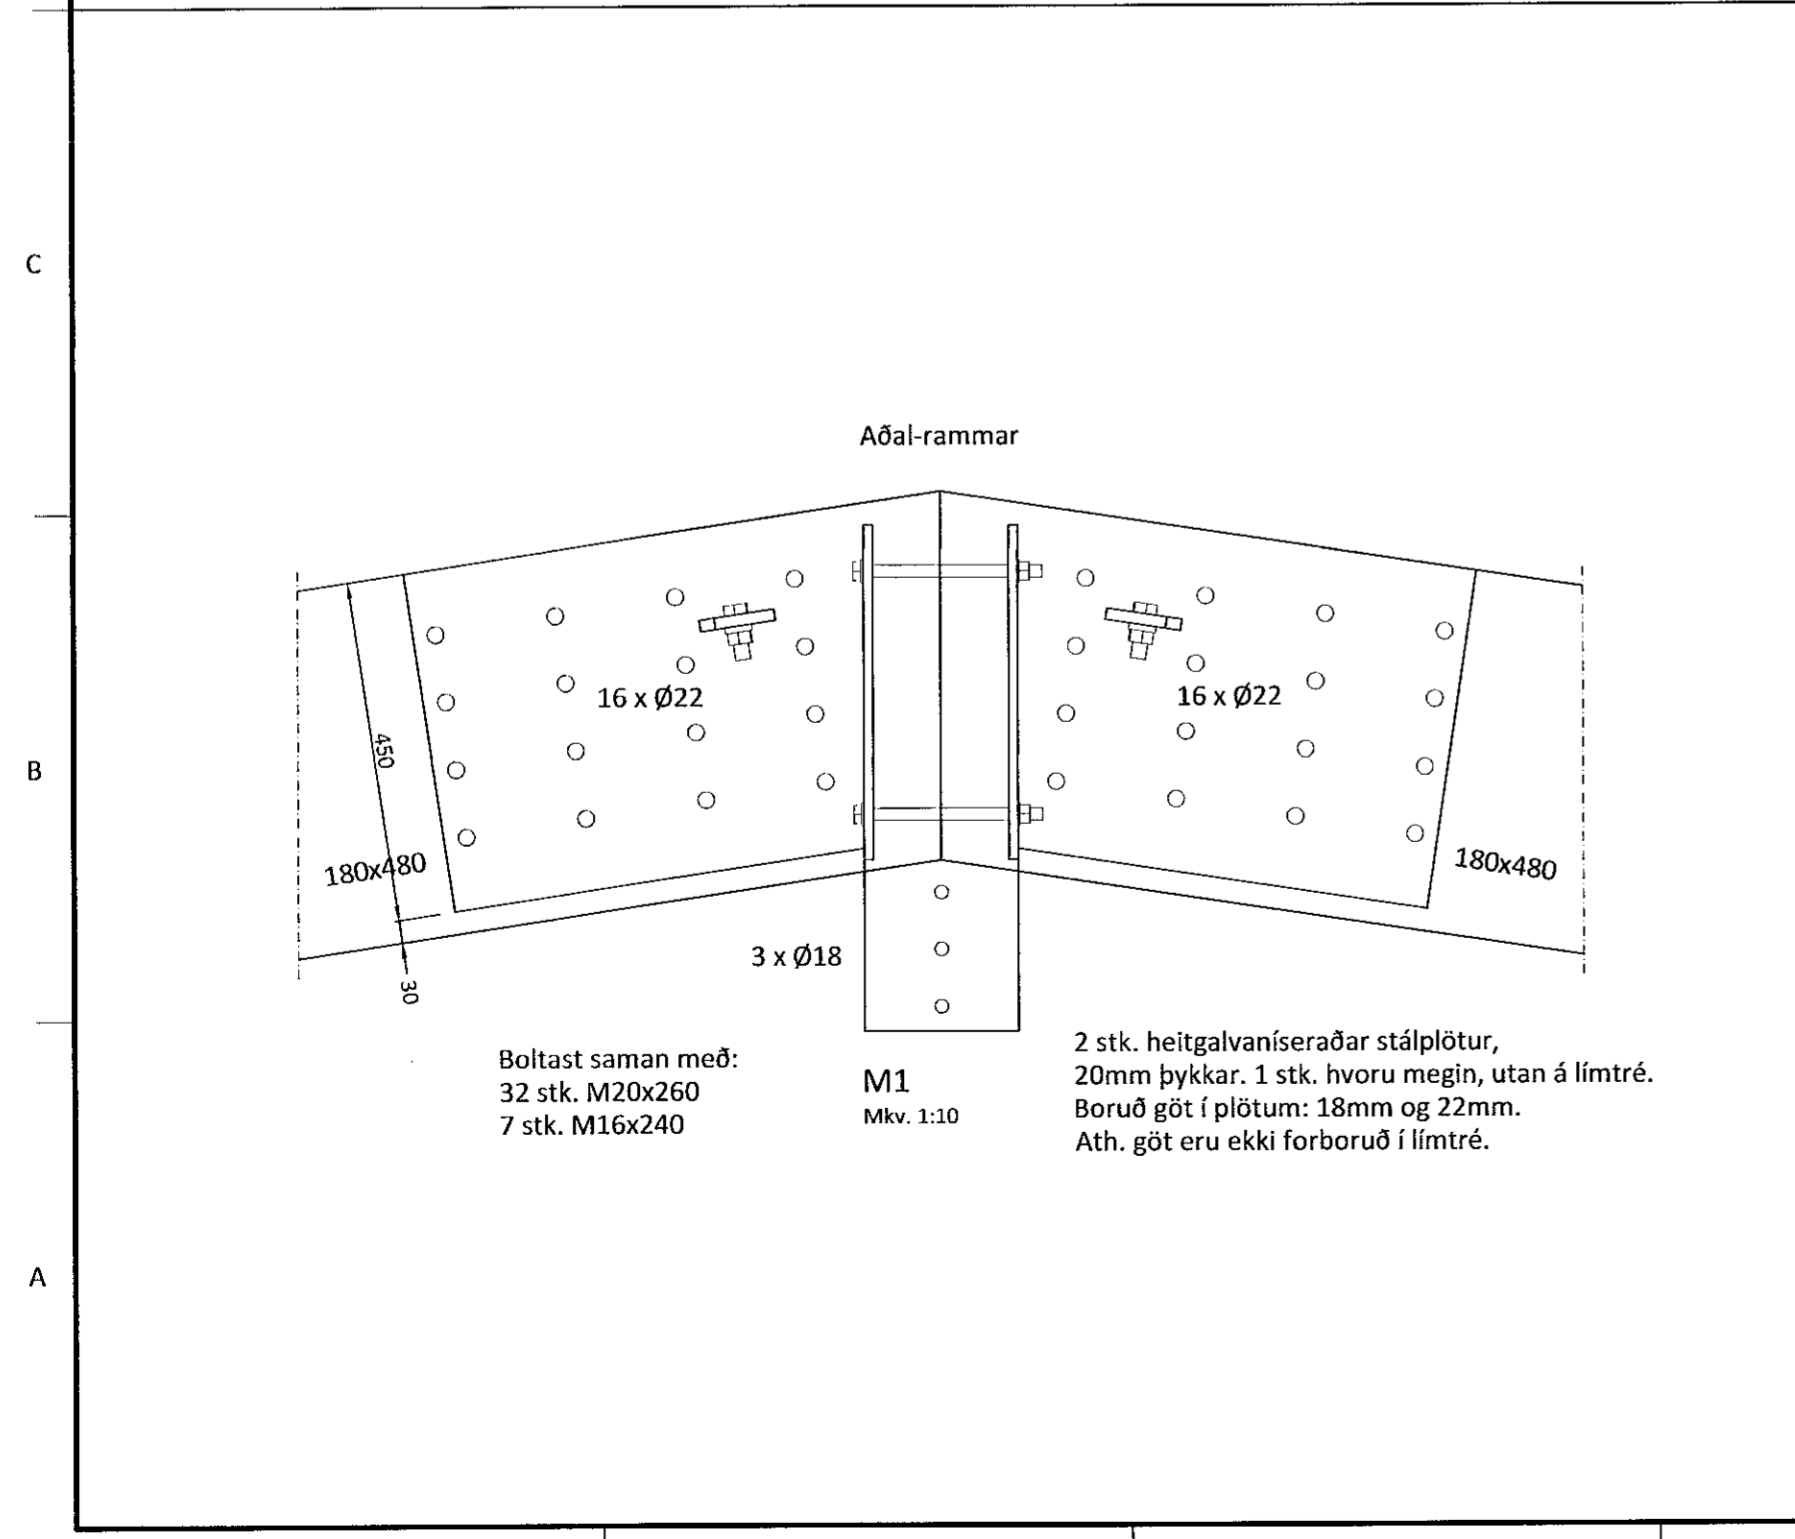 C
Aðal-rammar
16 x Ø22
16 x Ø22
450
B
180x480
180x480
3 x Ø18
30
Boltast saman með:
32 stk. M20x260
7 stk. M16x240
M1
Mkv. 1:10
2 stk. heitgalvaníseraðar stálplötur,
20mm þykkar. 1 stk. hvoru megin, utan á límtré.
Boruð göt í plötum: 18mm og 22mm.
Ath. göt eru ekki forboruð í límtré.
A